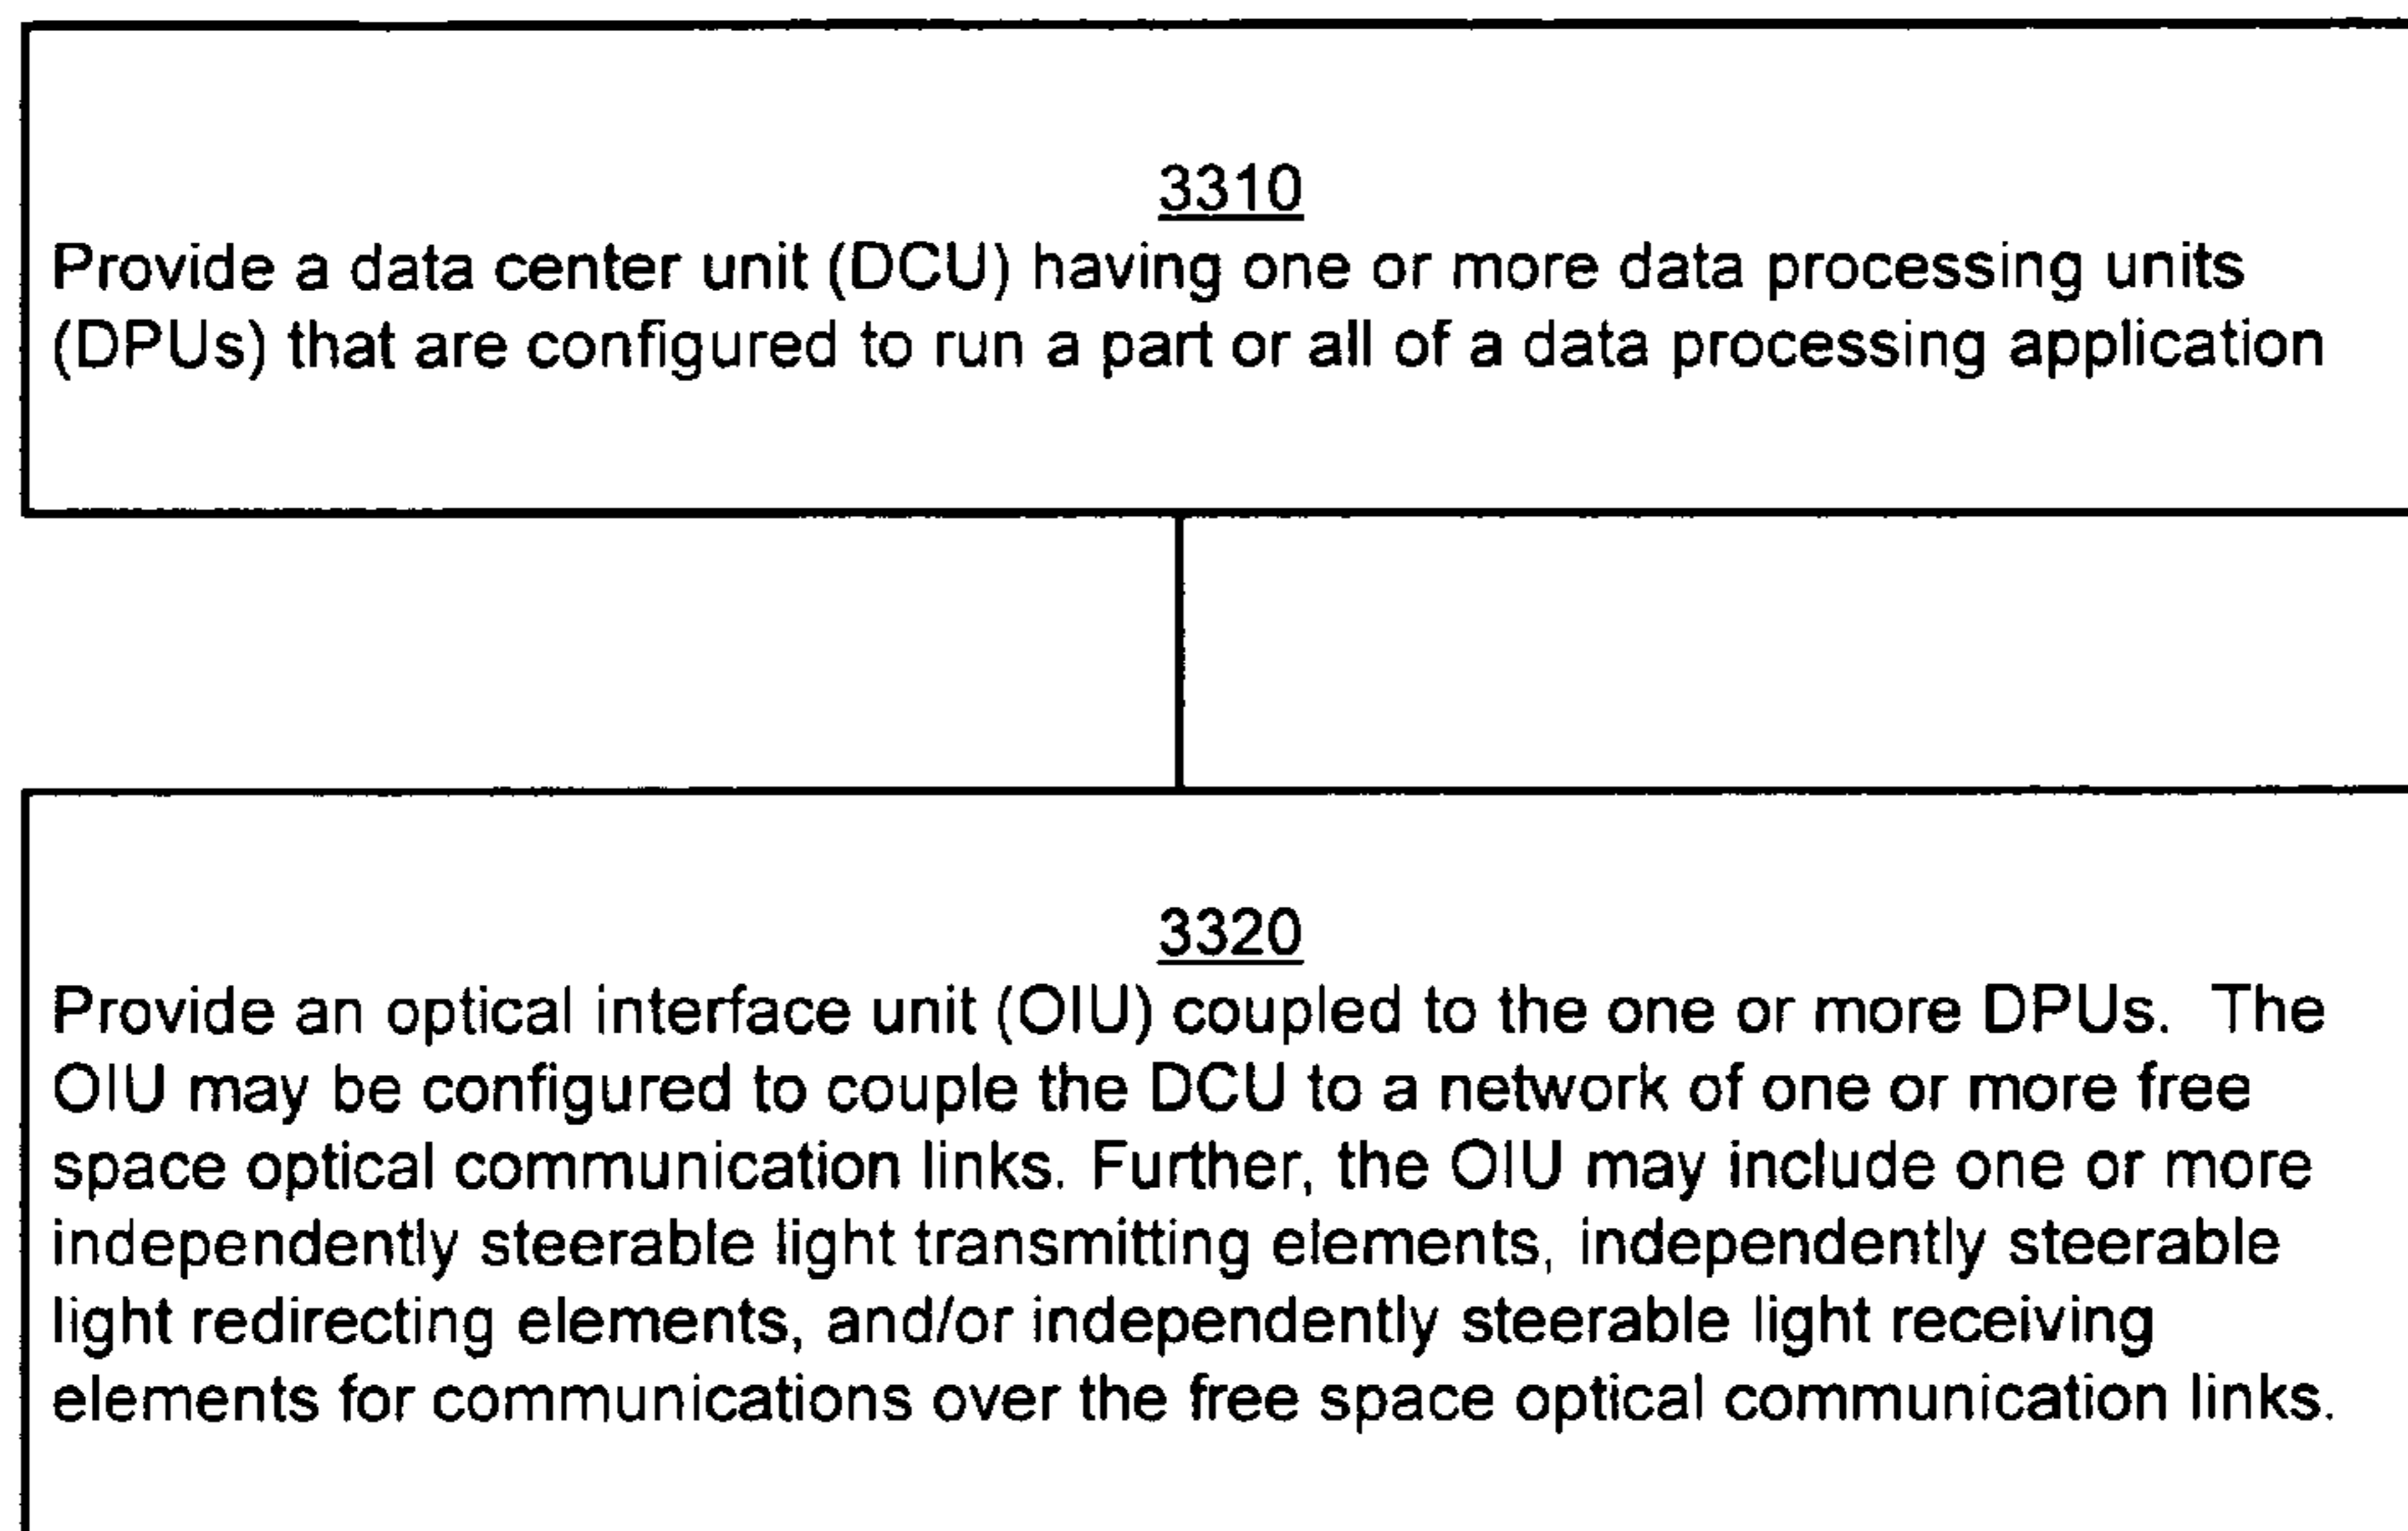 3310
Provide a data center unit (DCU) having one or more data processing units
(DPUs) that are configured to run a part or all of a data processing application
3320
Provide an optical interface unit (OIU) coupled to the one or more DPUs. The
OIU may be configured to couple the DCU to a network of one or more free
space optical communication links. Further, the OIU may include one or more
independently steerable light transmitting elements, independently steerable
light redirecting elements, and/or independently steerable light receiving
elements for communications over the free space optical communication links.